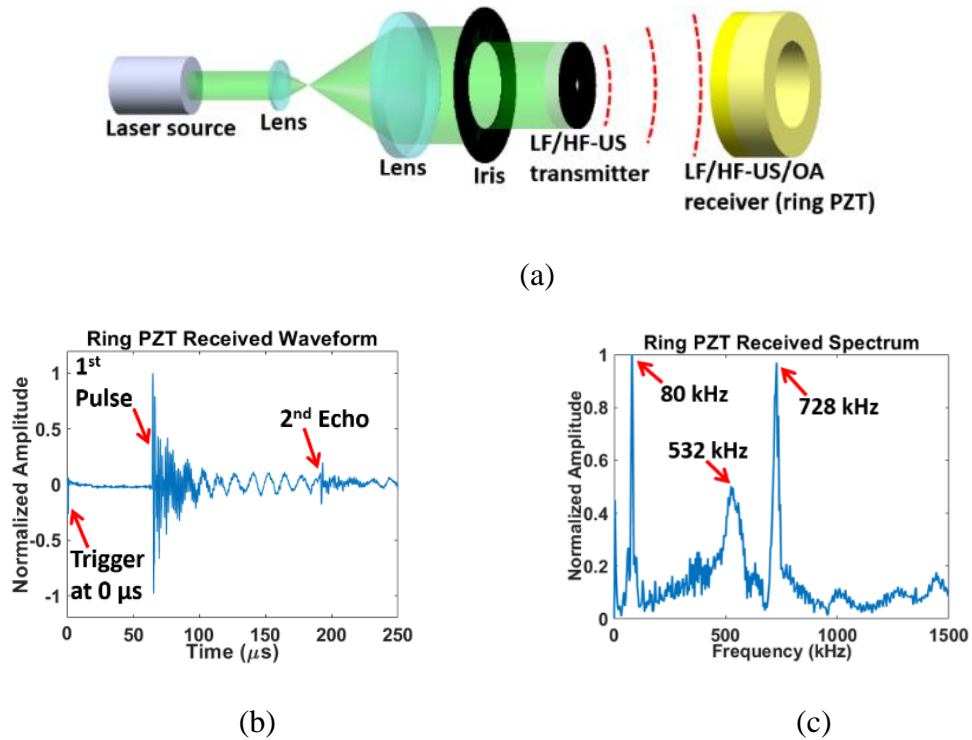 Laser source
Lens
Lens
Iris
LF/HF-US
transmitter
LF/HF-US/OA
receiver (ring PZT)
(a)
Ring PZT Received Waveform
Normalized Amplitude
1
0.5
0
-0.5
-1
1st
Pulse
2nd Echo
Trigger
at 0 µs
0 50 100 150 200 250
Time (μs)
(b)
Ring PZT Received Spectrum
Normalized Amplitude
1
0.8
0.6
0.4
0.2
0
80 kHz
728 kHz
532 kHz
0 500 1000 1500
Frequency (kHz)
(c)